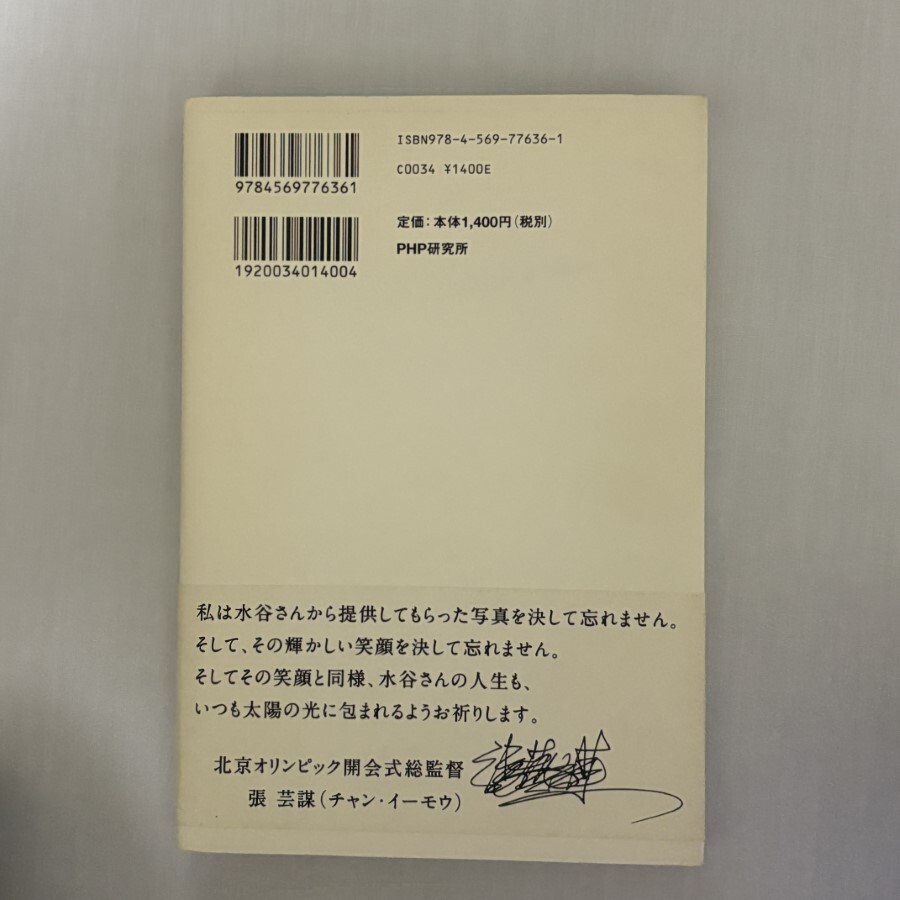 ISBN978-4-569-77636-1
C0034 ¥1400E
9784569776361
定価：本体1,400円（税別）
PHP研究所
1920034014004
私は水谷さんから提供してもらった写真を決して忘れません。
そして、その輝かしい笑顔を決して忘れません。
そしてその笑顔と同様、水谷さんの人生も、
いつも太陽の光に包まれるようお祈りします。
北京オリンピック開会式総監督
張 芸謀（チャン・イーモウ）